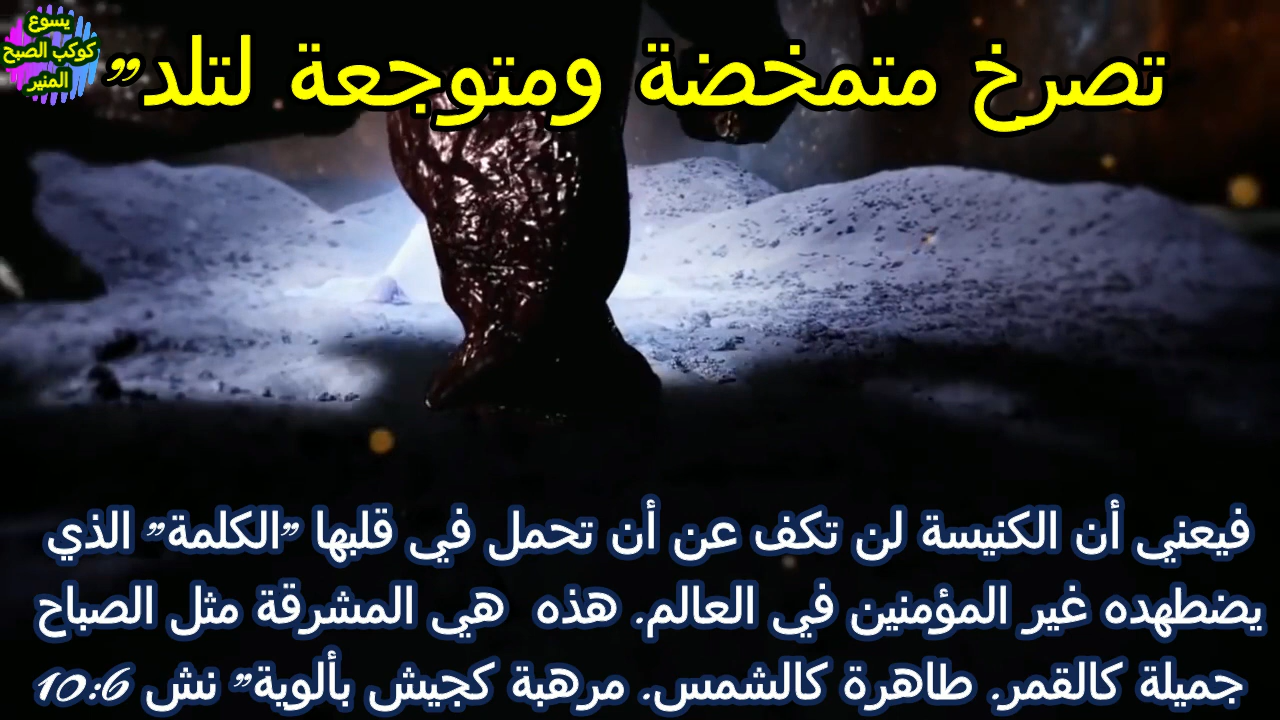 يسوع
كوكب الصبح
المنير
تصرخ متمخضة ومتوجعة لتلد”
فيعني أن الكنيسة لن تكف عن أن تحمل في قلبها ”الكلمة” الذي
يضطهده غير المؤمنين في العالم. هذه هي المشرقة مثل الصباح
جميلة كالقمر. طاهرة كالشمس. مرهبة كجيش بألوية” نش 10:6